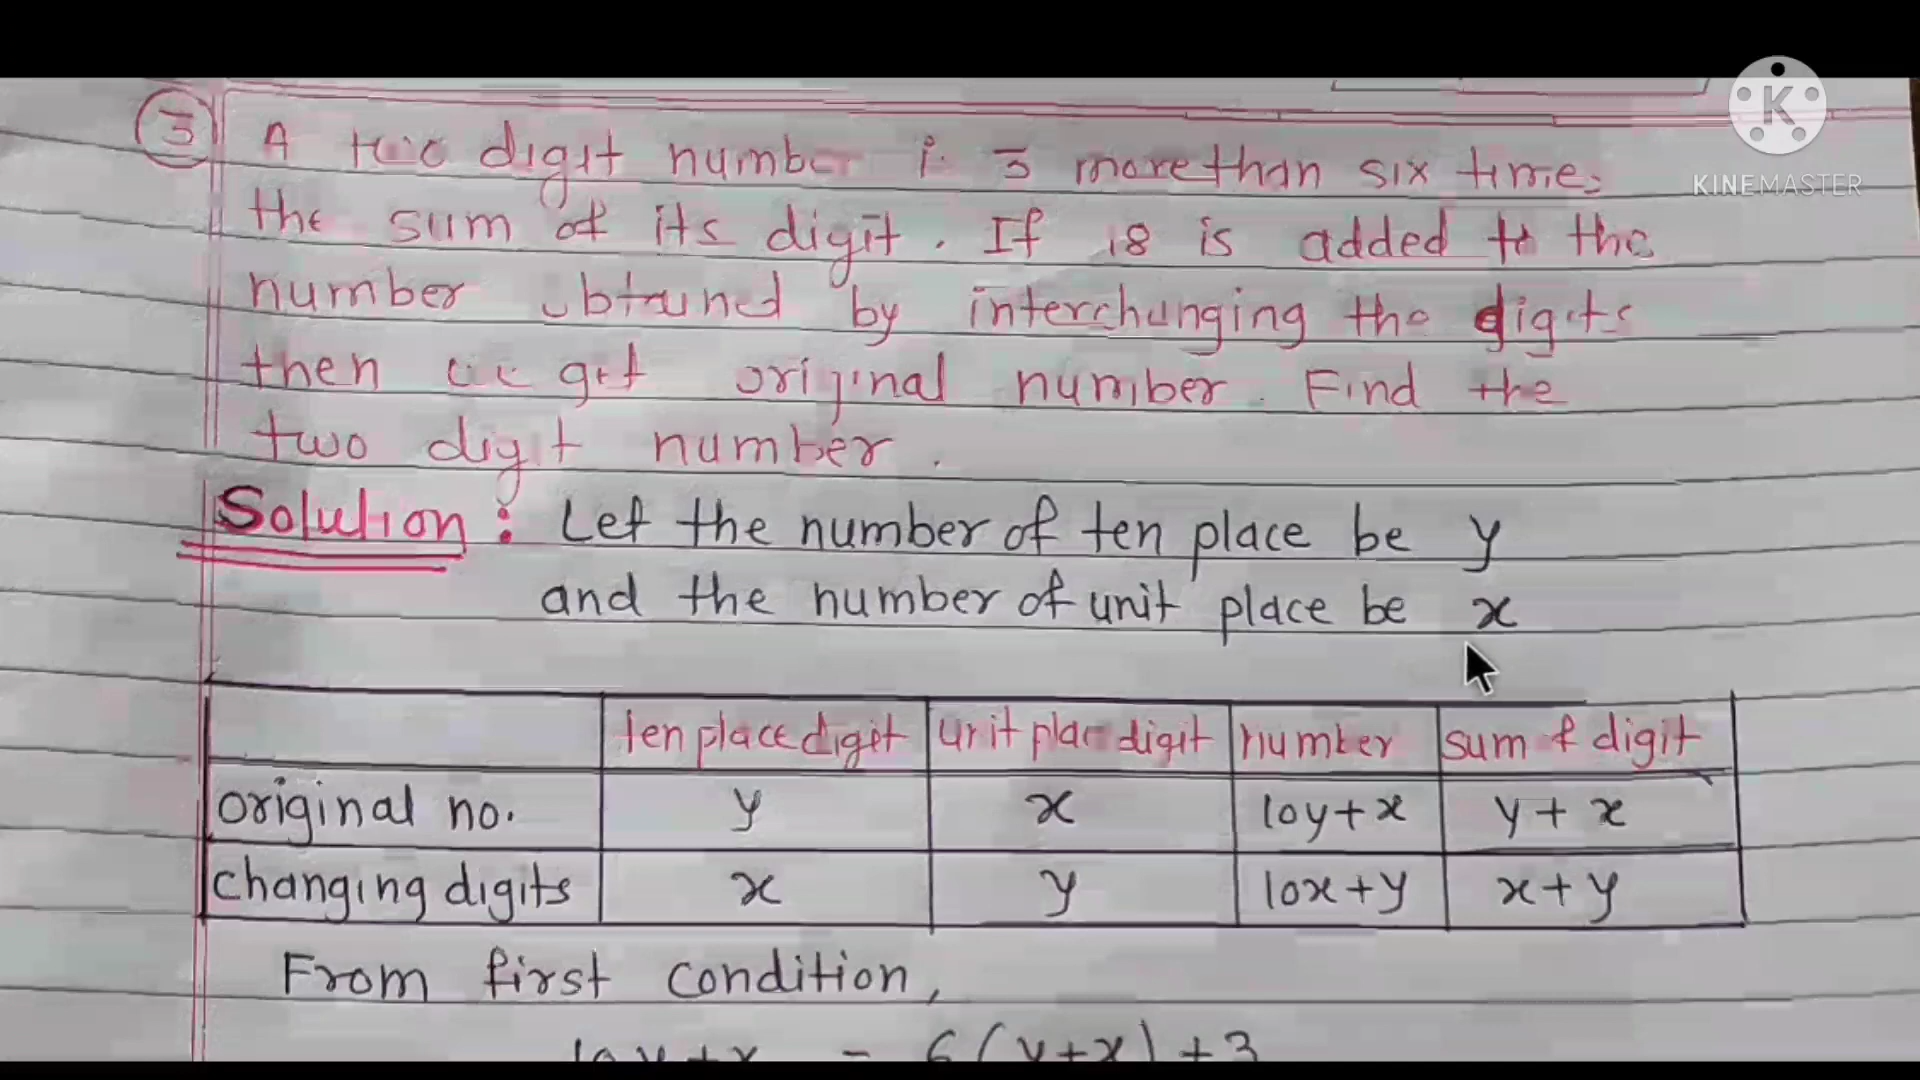 3
KINEMASTER
A two digit number is 3 more than six times
the sum of its digit. If 18 is added to the
number obtained by interchanging the digits
then we get original number. Find the
two digit number.
Solution: Let the number of ten place be y
and the number of unit place be x
ten place digit unit place digit number sum of digit
original no. y x 10y+x y+x
changing digits x y 10x+y x+y
From first condition,
10y+x = 6(y+x)+3